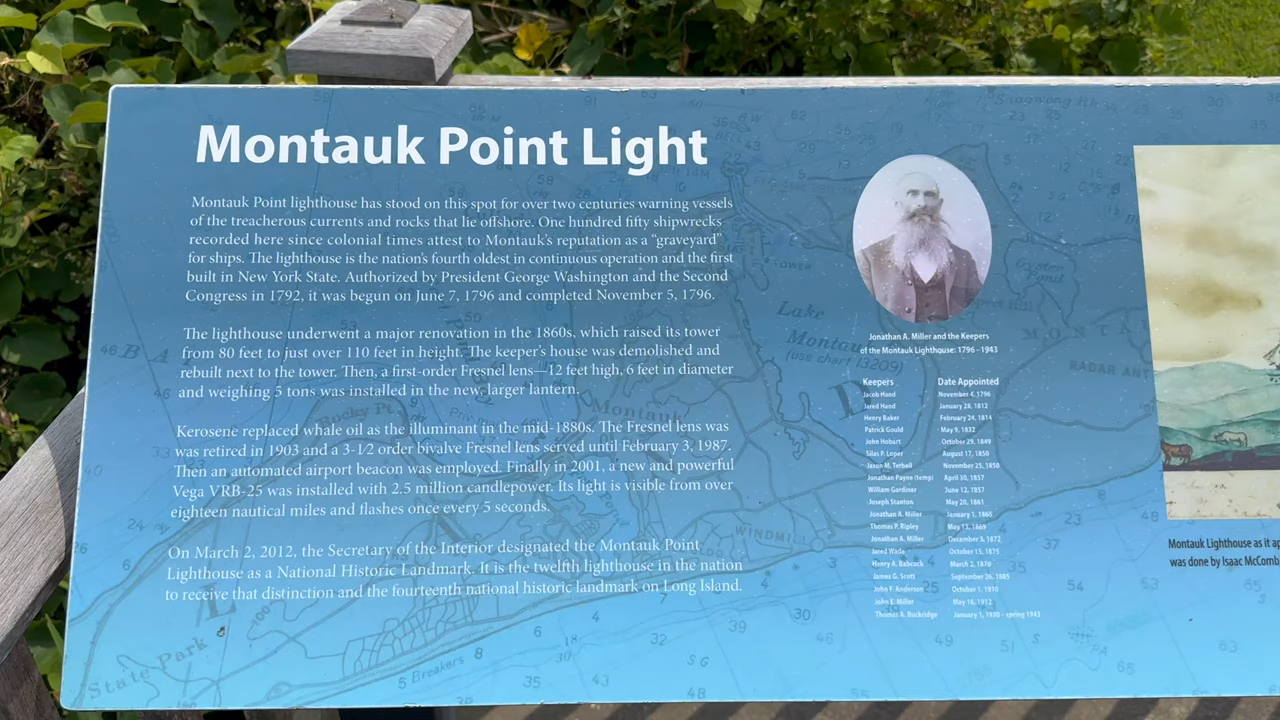 Montauk Point Light
Montauk Point lighthouse has stood on this spot for over two centuries warning vessels
of the treacherous currents and rocks that lie offshore. One hundred fifty shipwrecks
recorded here since colonial times attest to Montauk's reputation as a "graveyard"
for ships. The lighthouse is the nation's fourth oldest in continuous operation and the first
built in New York State. Authorized by President George Washington and the Second
Congress in 1792, it was begun on June 7, 1796 and completed November 5, 1796.
The lighthouse underwent a major renovation in the 1860s, which raised its tower
from 80 feet to just over 110 feet in height. The keeper's house was demolished and
rebuilt next to the tower. Then, a first-order Fresnel lens—12 feet high, 6 feet in diameter
and weighing 5 tons was installed in the new, larger lantern.
Kerosene replaced whale oil as the illuminant in the mid-1880s. The Fresnel lens was
was retired in 1903 and a 3-1/2 order bivalve Fresnel lens served until February 3, 1987.
Then an automated airport beacon was employed. Finally in 2001, a new and powerful
Vega VRB-25 was installed with 2.5 million candlepower. Its light is visible from over
eighteen nautical miles and flashes once every 5 seconds.
On March 2, 2012, the Secretary of the Interior designated the Montauk Point
Lighthouse as a National Historic Landmark. It is the twelfth lighthouse in the nation
to receive that distinction and the fourteenth national historic landmark on Long Island.
Jonathan A. Miller and the Keepers
of the Montauk Lighthouse: 1796 - 1943
Keepers Date Appointed
Jacob Hand November 4, 1796
Jared Hand January 28, 1812
Henry Baker February 24, 1814
Patrick Gould May 9, 1832
John Hobart October 29, 1849
Silas P. Loper August 17, 1850
Jason M. Terbell November 25, 1850
Jonathan Payne (temp) April 30, 1857
William Gardiner June 12, 1857
Joseph Stanton May 20, 1861
Jonathan A. Miller January 1, 1865
Thomas P. Ripley May 13, 1869
Jonathan A. Miller December 3, 1872
Jared Wade October 15, 1875
Henry A. Babcock March 2, 1876
James G. Scott September 26, 1885
John F. Anderson October 1, 1910
John E. Miller May 16, 1912
Thomas A. Buckridge January 1, 1930 - spring 1943
Montauk Lighthouse as it ap
was done by Isaac McComb
Lake
Montauk
(use chart 13209)
Oyster
Pond
RADAR ANT
TOWER
Montauk
Rocky Pt
WINDMILL
State Park
Breakers